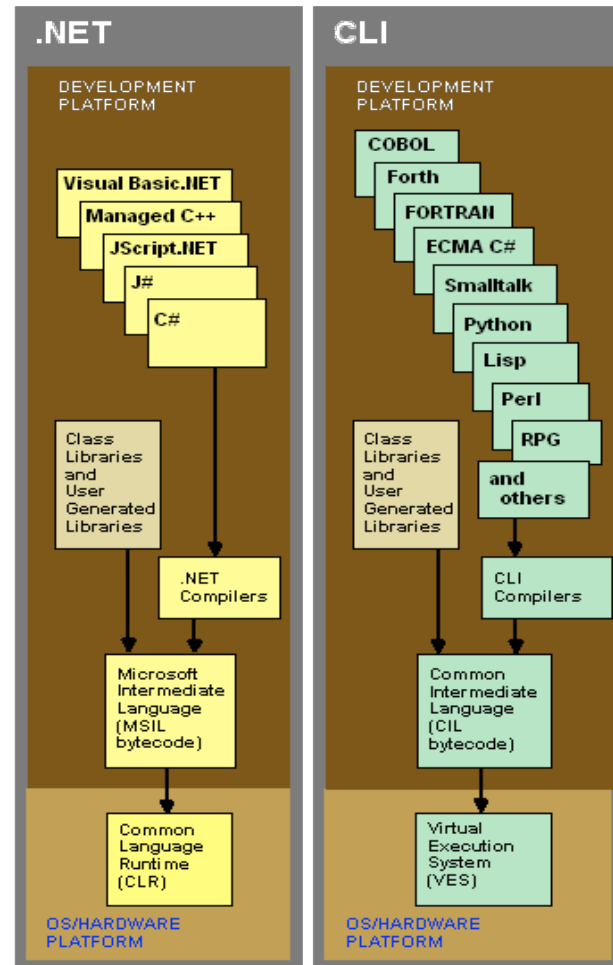 .NET
DEVELOPMENT
PLATFORM
Visual Basic.NET
Managed C++
JScript.NET
J#
C#
Class
Libraries
and
User
Generated
Libraries
.NET
Compilers
Microsoft
Intermediate
Language
(MSIL
bytecode)
Common
Language
Runtime
(CLR)
OS/HARDWARE
PLATFORM
CLI
DEVELOPMENT
PLATFORM
COBOL
Forth
FORTRAN
ECMA C#
Smalltalk
Python
Lisp
Perl
RPG
and
others
Class
Libraries
and
User
Generated
Libraries
CLI
Compilers
Common
Intermediate
Language
(CIL
bytecode)
Virtual
Execution
System
(VES)
OS/HARDWARE
PLATFORM